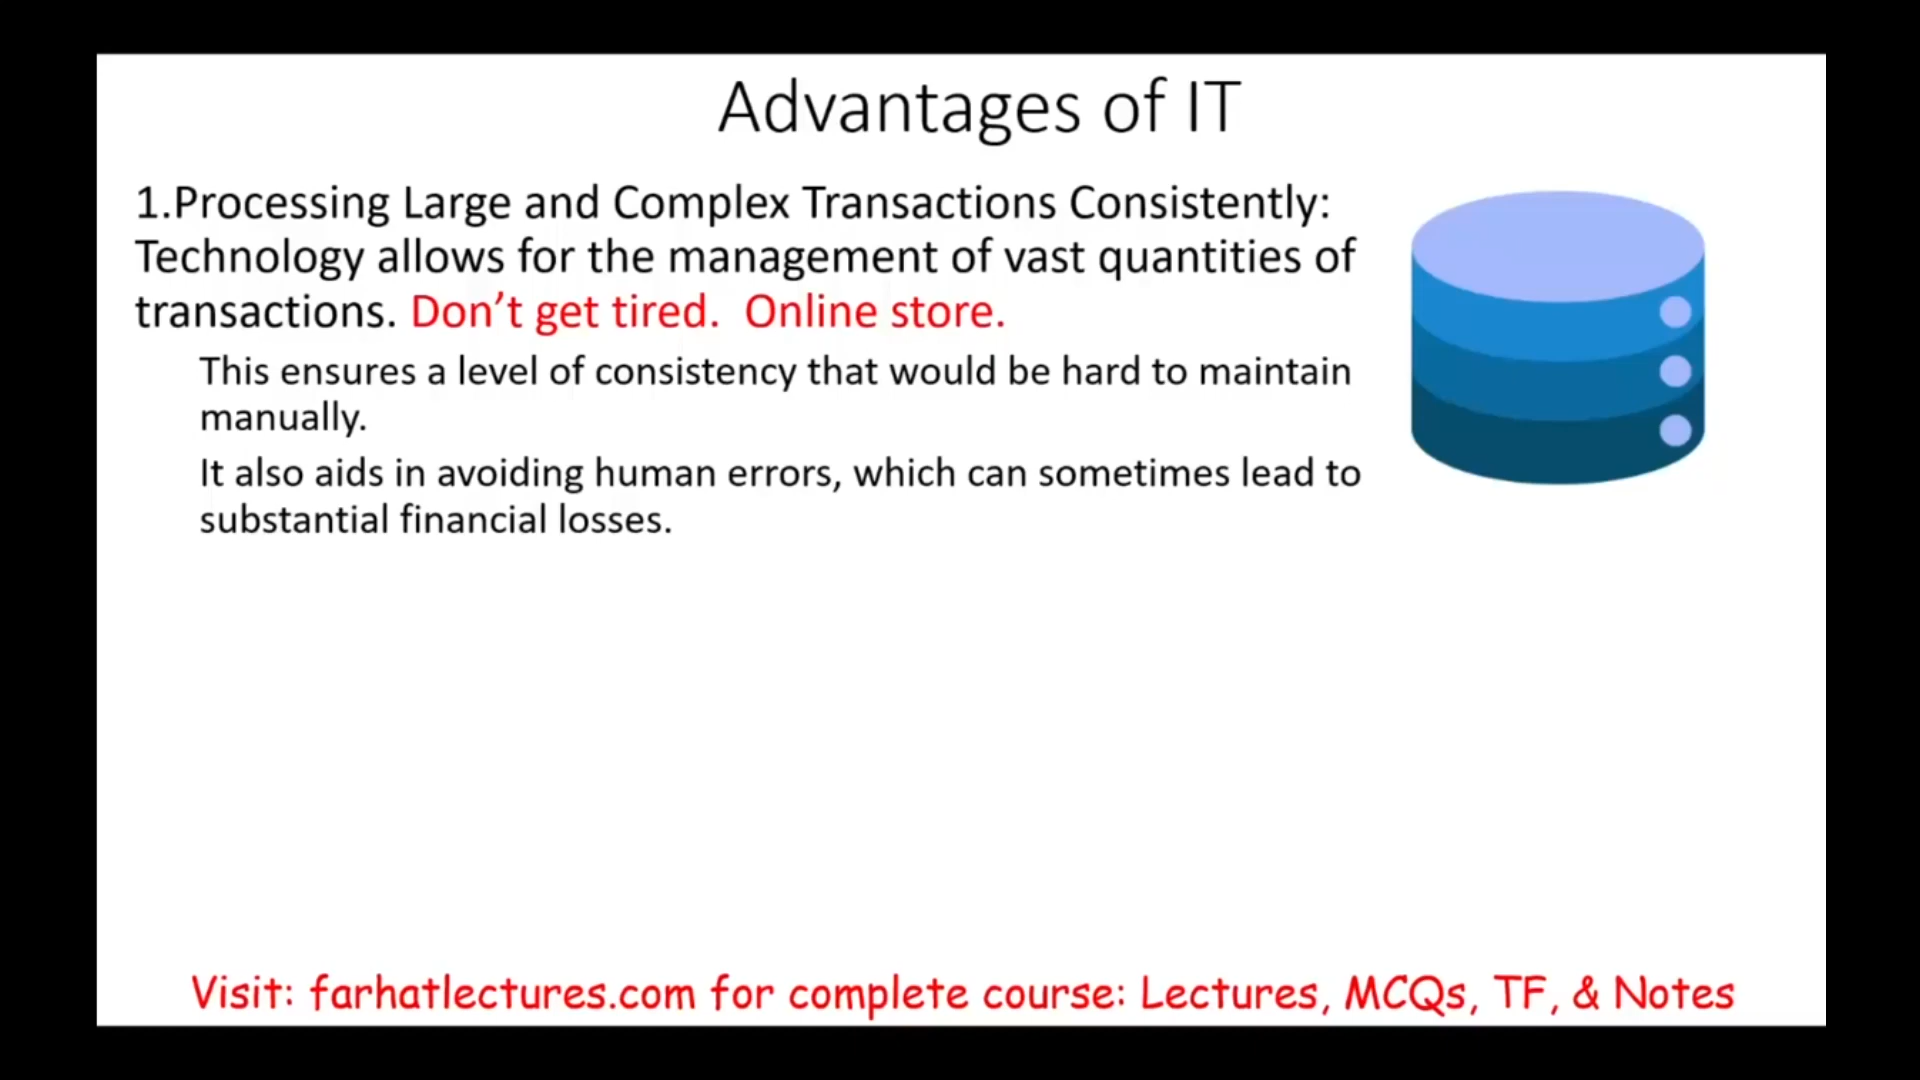 Advantages of IT
1.Processing Large and Complex Transactions Consistently:
Technology allows for the management of vast quantities of
transactions. Don’t get tired.  Online store.
This ensures a level of consistency that would be hard to maintain
manually.
It also aids in avoiding human errors, which can sometimes lead to
substantial financial losses.
Visit: farhatlectures.com for complete course: Lectures, MCQs, TF, & Notes